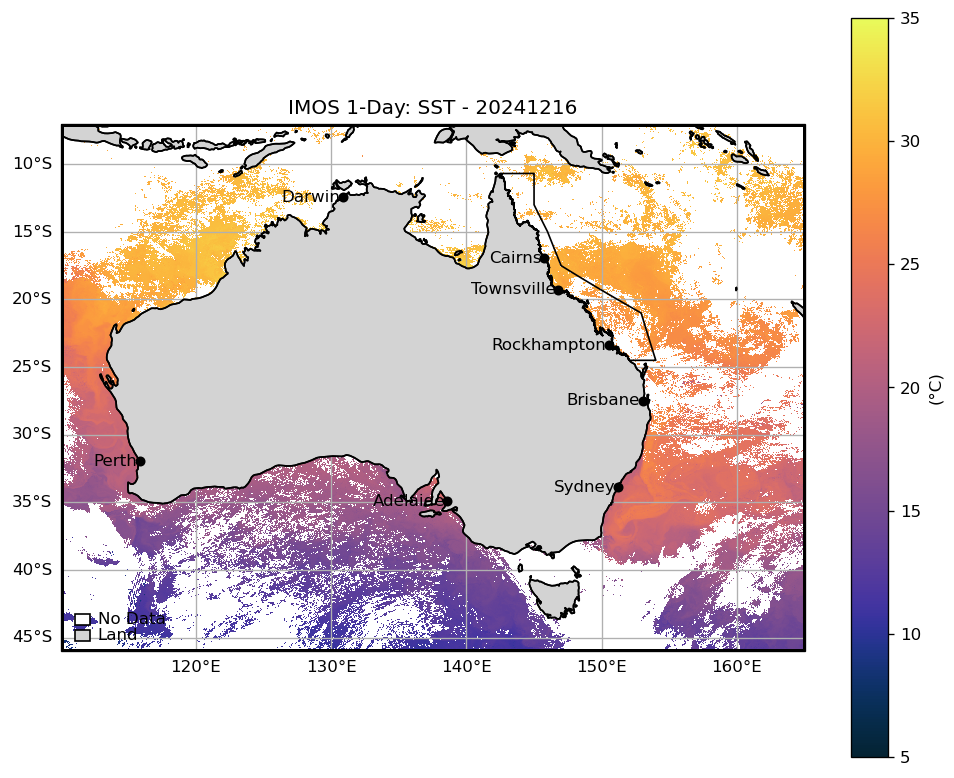 IMOS 1-Day: SST - 20241216
35
30
25
20
15
10
5
(°C)
10°S
15°S
20°S
25°S
30°S
35°S
40°S
45°S
Darwin
Cairns
Townsville
Rockhampton
Brisbane
Perth
Sydney
Adelaide
No Data
Land
120°E 130°E 140°E 150°E 160°E